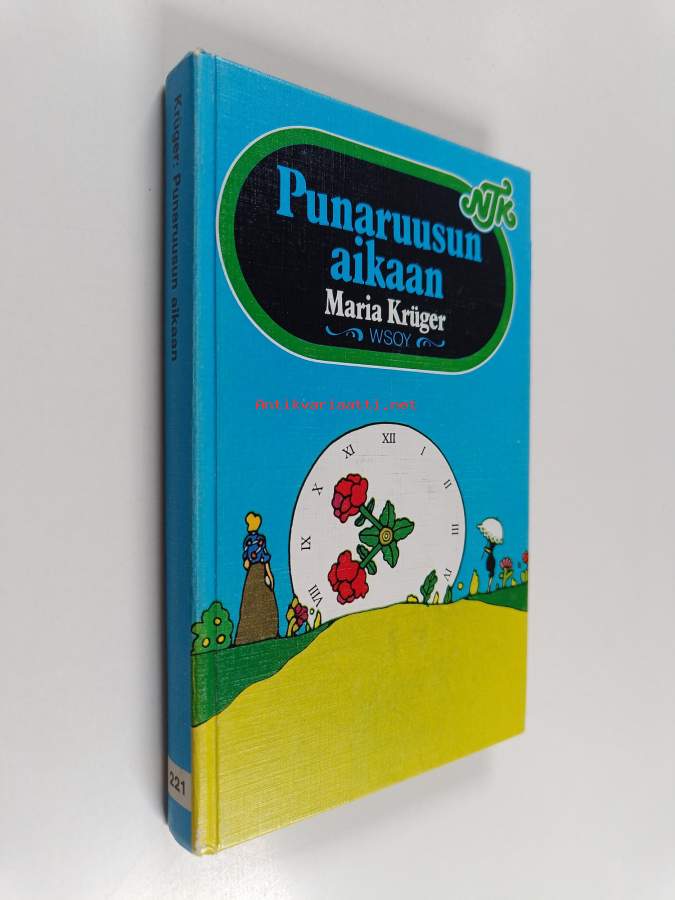 Krüger: Punaruusun aikaan
221
NTK
Punaruusun
aikaan
Maria Krüger
WSOY
Antikvariaatti.net
XII
I
II
III
IV
VIII
IX
X
XI